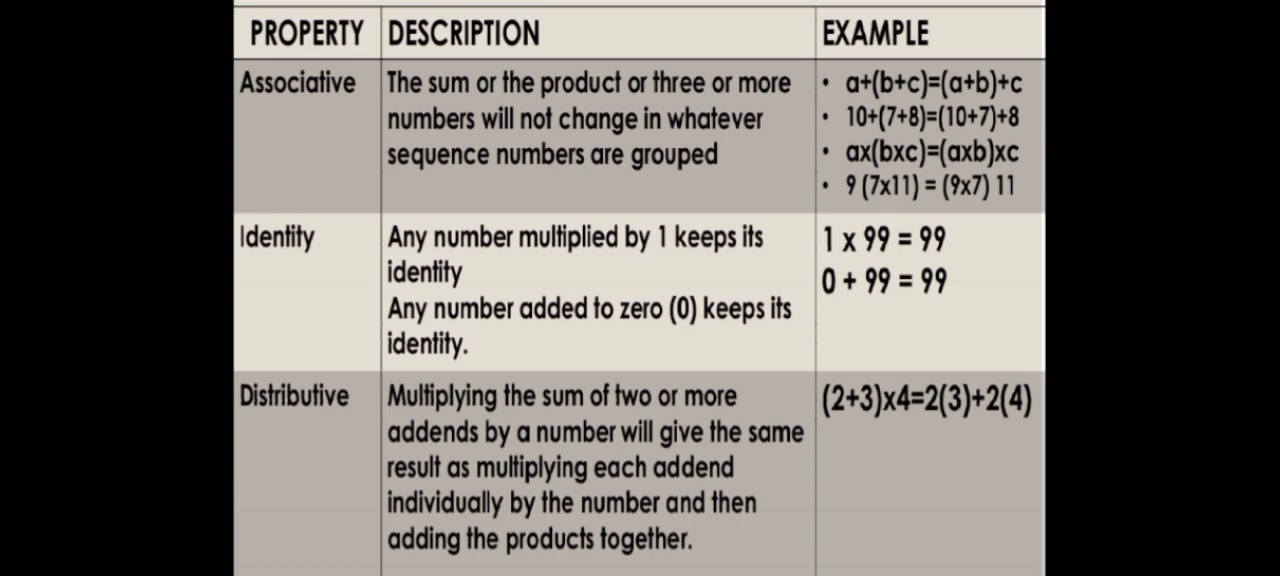 PROPERTY DESCRIPTION EXAMPLE
Associative
The sum or the product or three or more
numbers will not change in whatever
sequence numbers are grouped
• a+(b+c)=(a+b)+c
• 10+(7+8)=(10+7)+8
• ax(bxc)=(axb)xc
• 9 (7x11) = (9x7) 11
Identity
Any number multiplied by 1 keeps its
identity
Any number added to zero (0) keeps its
identity.
1 x 99 = 99
0 + 99 = 99
Distributive
Multiplying the sum of two or more
addends by a number will give the same
result as multiplying each addend
individually by the number and then
adding the products together.
(2+3)x4=2(3)+2(4)